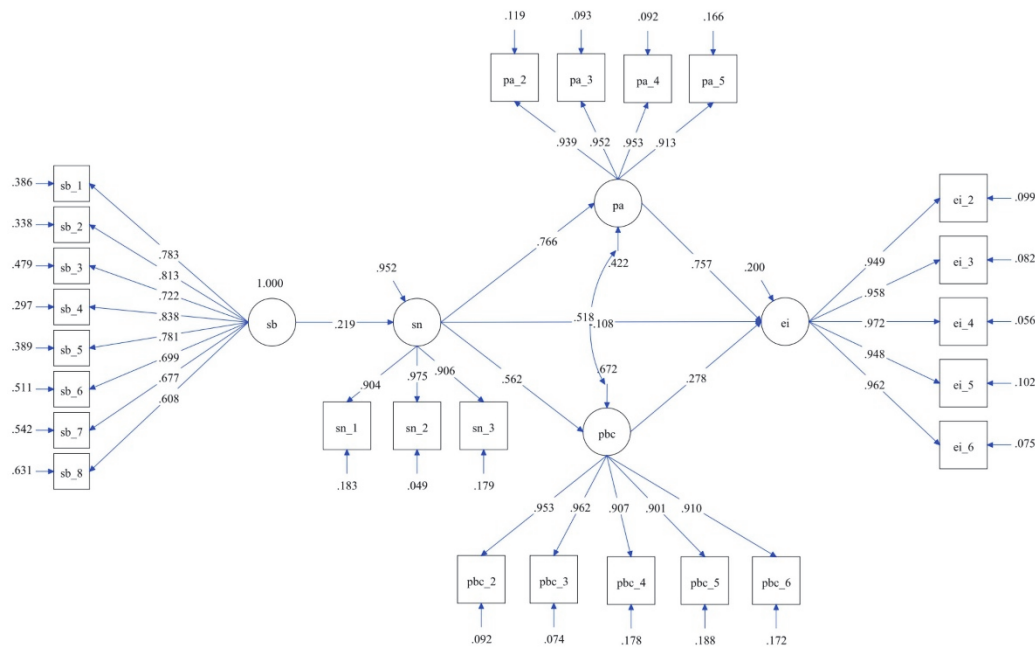 .119 .093 .092 .166
pa_2 pa_3 pa_4 pa_5
.939 .952 .953 .913
pa
.386 sb_1
.338 sb_2
.479 sb_3
.297 sb_4
.389 sb_5
.511 sb_6
.542 sb_7
.631 sb_8
.783
.813
.722
.838
.781
.699
.677
.608
1.000
sb
.219
.952
sn
.904 .975 .906
sn_1 sn_2 sn_3
.183 .049 .179
.766
.562
.422
.518
-.108
.672
.757
.278
.200
ei
.949
.958
.972
.948
.962
ei_2 .099
ei_3 .082
ei_4 .056
ei_5 .102
ei_6 .075
pbc
.953 .962 .907 .901 .910
pbc_2 pbc_3 pbc_4 pbc_5 pbc_6
.092 .074 .178 .188 .172